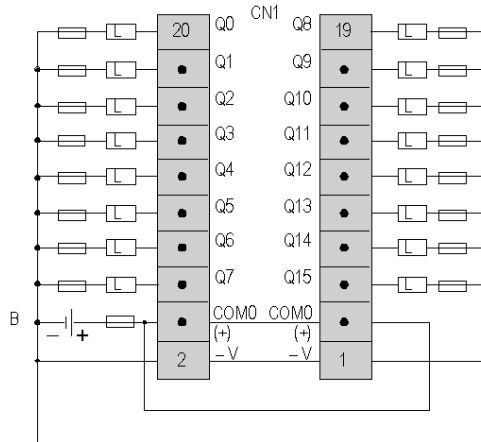 CN1
20 Q0 Q8 19
L L
Q1 Q9
L L
Q2 Q10
L L
Q3 Q11
L L
Q4 Q12
L L
Q5 Q13
L L
Q6 Q14
L L
Q7 Q15
L L
B − + COM0 COM0
(+) (+)
2 −V −V 1